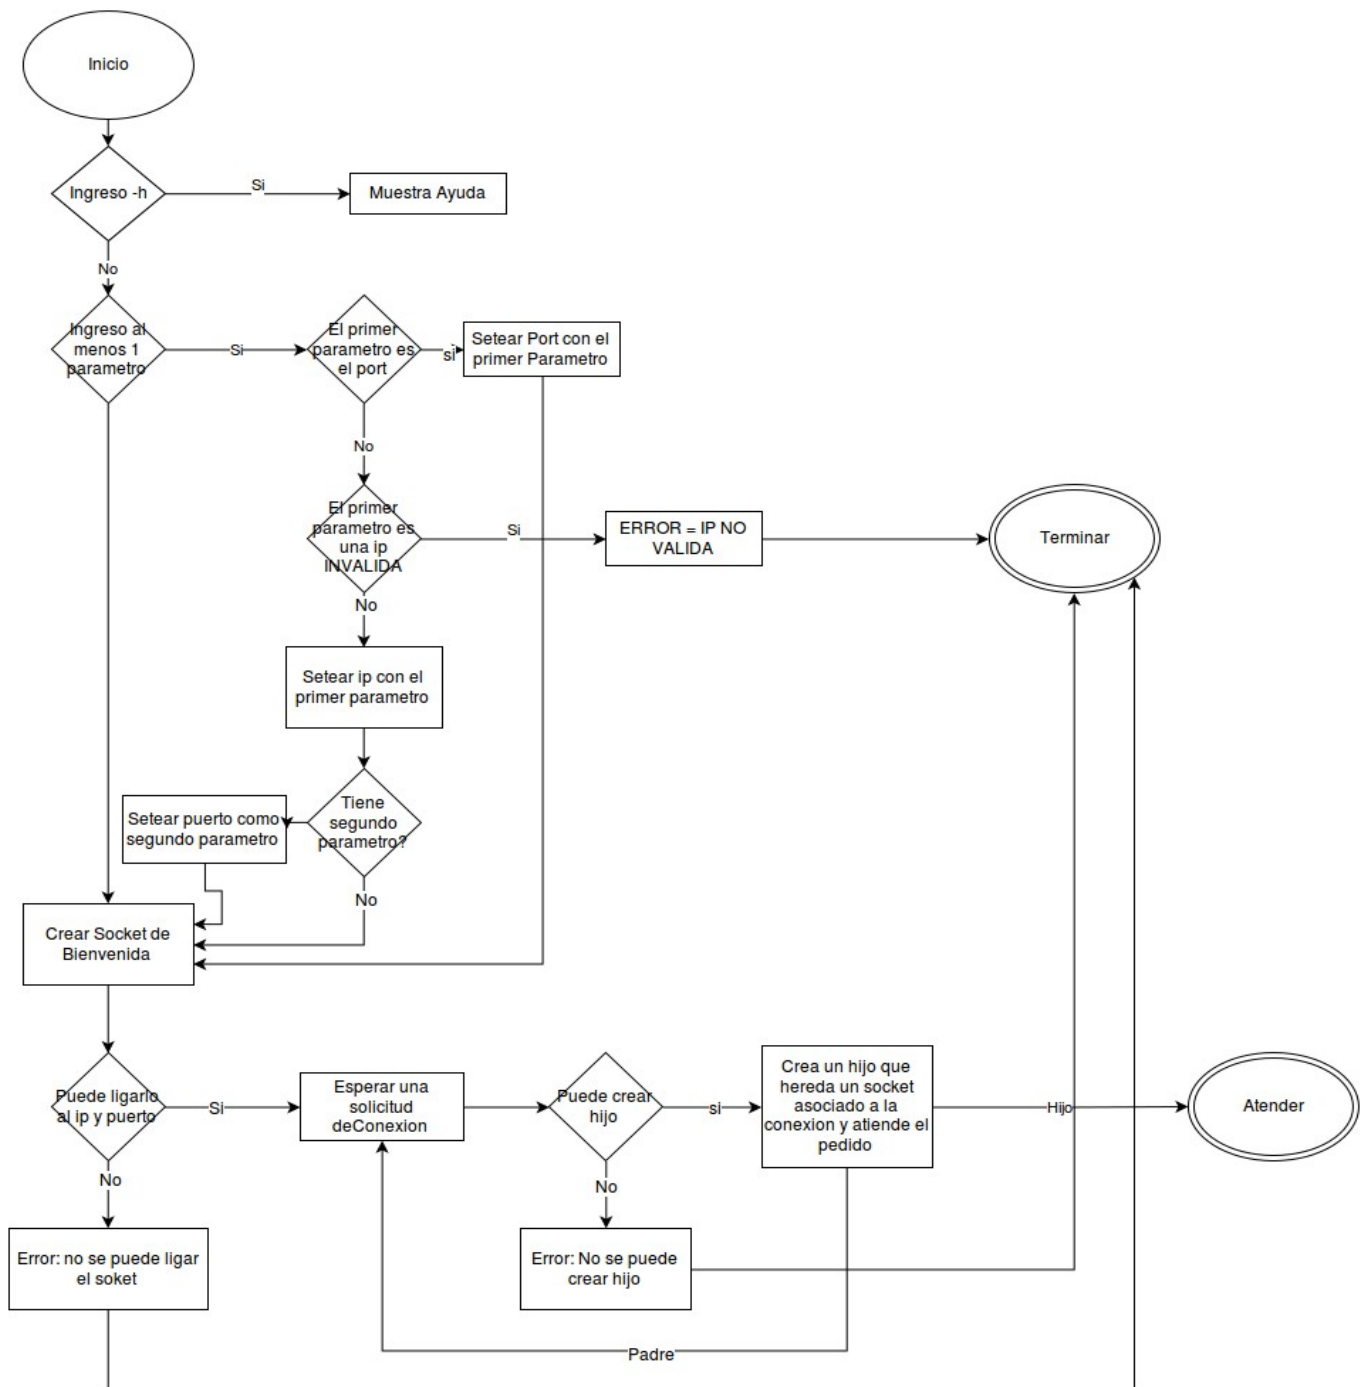 Inicio
Ingreso -h
Si
Muestra Ayuda
No
Ingreso al
menos 1
parametro
Si
El primer
parametro es
el port
si
Setear Port con el
primer Parametro
No
El primer
parametro es
una ip
INVALIDA
Si
ERROR = IP NO
VALIDA
Terminar
No
Setear ip con el
primer parametro
Tiene
segundo
parametro?
Setear puerto como
segundo parametro
No
Crear Socket de
Bienvenida
Puede ligarlo
al ip y puerto
Si
Esperar una
solicitud
deConexion
Puede crear
hijo
si
Crea un hijo que
hereda un socket
asociado a la
conexion y atiende el
pedido
Hijo
Atender
No
Error: no se puede ligar
el soket
No
Error: No se puede
crear hijo
Padre